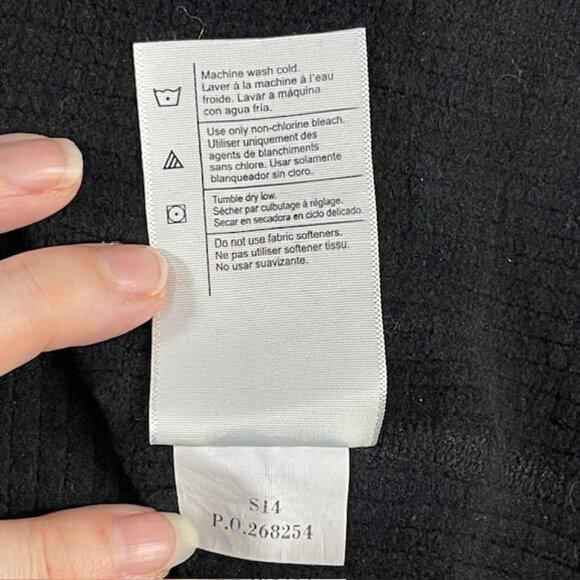 Machine wash cold.
Laver à la machine à l'eau
froide. Lavar a máquina
con agua fría.
Use only non-chlorine bleach.
Utiliser uniquement des
agents de blanchiments
sans chlore. Usar solamente
blanqueador sin cloro.
Tumble dry low.
Sécher par culbutage à réglage.
Secar en secadora en ciclo delicado.
Do not use fabric softeners.
Ne pas utiliser softener tissu.
No usar suavizante.
S14
P.O.268254